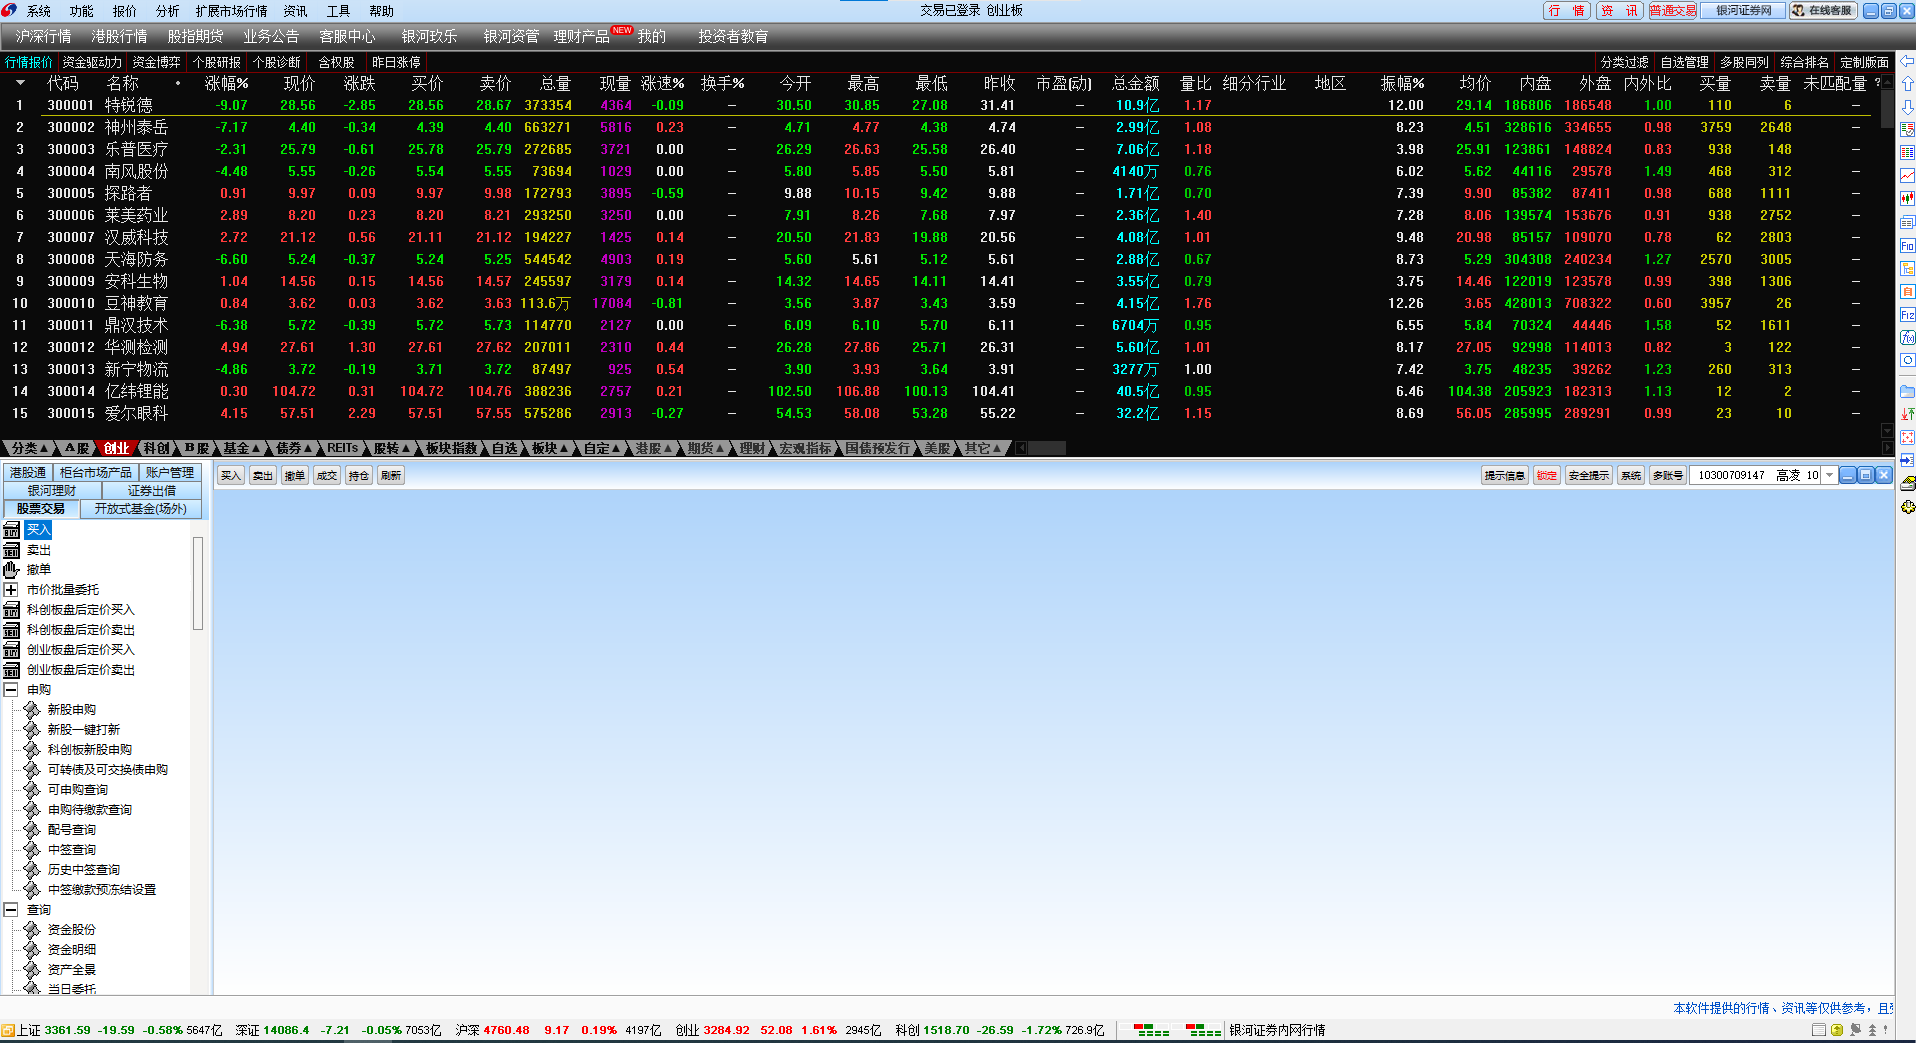 系统 功能 报价 分析 扩展市场行情 资讯 工具 帮助 交易已登录 创业板 行 情 资 讯 普通交易 银河证券网 在线客服
沪深行情 港股行情 股指期货 业务公告 客服中心 银河玖乐 银河资管 理财产品 NEW 我的 投资者教育
行情报价 资金驱动力 资金博弈 个股研报 个股诊断 含权股 昨日涨停 分类过滤 自选管理 多股同列 综合排名 定制版面
代码 名称 涨幅% 现价 涨跌 买价 卖价 总量 现量 涨速% 换手% 今开 最高 最低 昨收 市盈(动) 总金额 量比 细分行业 地区 振幅% 均价 内盘 外盘 内外比 买量 卖量 未匹配量 ?
1 300001 特锐德 -9.07 28.56 -2.85 28.56 28.67 373354 4364 -0.09 — 30.50 30.85 27.08 31.41 — 10.9亿 1.17 12.00 29.14 186806 186548 1.00 110 6 —
2 300002 神州泰岳 -7.17 4.40 -0.34 4.39 4.40 663271 5816 0.23 — 4.71 4.77 4.38 4.74 — 2.99亿 1.08 8.23 4.51 328616 334655 0.98 3759 2648 —
3 300003 乐普医疗 -2.31 25.79 -0.61 25.78 25.79 272685 3721 0.00 — 26.29 26.63 25.58 26.40 — 7.06亿 1.18 3.98 25.91 123861 148824 0.83 938 148 —
4 300004 南风股份 -4.48 5.55 -0.26 5.54 5.55 73694 1029 0.00 — 5.80 5.85 5.50 5.81 — 4140万 0.76 6.02 5.62 44116 29578 1.49 468 312 —
5 300005 探路者 0.91 9.97 0.09 9.97 9.98 172793 3895 -0.59 — 9.88 10.15 9.42 9.88 — 1.71亿 0.70 7.39 9.90 85382 87411 0.98 688 1111 —
6 300006 莱美药业 2.89 8.20 0.23 8.20 8.21 293250 3250 0.00 — 7.91 8.26 7.68 7.97 — 2.36亿 1.40 7.28 8.06 139574 153676 0.91 938 2752 —
7 300007 汉威科技 2.72 21.12 0.56 21.11 21.12 194227 1425 0.14 — 20.50 21.83 19.88 20.56 — 4.08亿 1.01 9.48 20.98 85157 109070 0.78 62 2803 —
8 300008 天海防务 -6.60 5.24 -0.37 5.24 5.25 544542 4903 0.19 — 5.60 5.61 5.12 5.61 — 2.88亿 0.67 8.73 5.29 304308 240234 1.27 2570 3005 —
9 300009 安科生物 1.04 14.56 0.15 14.56 14.57 245597 3179 0.14 — 14.32 14.65 14.11 14.41 — 3.55亿 0.79 3.75 14.46 122019 123578 0.99 398 1306 —
10 300010 豆神教育 0.84 3.62 0.03 3.62 3.63 113.6万 17084 -0.81 — 3.56 3.87 3.43 3.59 — 4.15亿 1.76 12.26 3.65 428013 708322 0.60 3957 26 —
11 300011 鼎汉技术 -6.38 5.72 -0.39 5.72 5.73 114770 2127 0.00 — 6.09 6.10 5.70 6.11 — 6704万 0.95 6.55 5.84 70324 44446 1.58 52 1611 —
12 300012 华测检测 4.94 27.61 1.30 27.61 27.62 207011 2310 0.44 — 26.28 27.86 25.71 26.31 — 5.60亿 1.01 8.17 27.05 92998 114013 0.82 3 122 —
13 300013 新宁物流 -4.86 3.72 -0.19 3.71 3.72 87497 925 0.54 — 3.90 3.93 3.64 3.91 — 3277万 1.00 7.42 3.75 48235 39262 1.23 260 313 —
14 300014 亿纬锂能 0.30 104.72 0.31 104.72 104.76 388236 2757 0.21 — 102.50 106.88 100.13 104.41 — 40.5亿 0.95 6.46 104.38 205923 182313 1.13 12 2 —
15 300015 爱尔眼科 4.15 57.51 2.29 57.51 57.55 575286 2913 -0.27 — 54.53 58.08 53.28 55.22 — 32.2亿 1.15 8.69 56.05 285995 289291 0.99 23 10 —
分类▲ A股 创业 科创 B股 基金▲ 债券▲ REITs 股转▲ 板块指数 自选 板块▲ 自定▲ 港股▲ 期货▲ 理财 宏观指标 国债预发行 美股 其它▲
港股通 柜台市场产品 账户管理 买入 卖出 撤单 成交 持仓 刷新 提示信息 锁定 安全提示 系统 多账号 10300709147 高凌 10
银河理财 证券出借
股票交易 开放式基金(场外)
买入
卖出
撤单
市价批量委托
科创板盘后定价买入
科创板盘后定价卖出
创业板盘后定价买入
创业板盘后定价卖出
申购
新股申购
新股一键打新
科创板新股申购
可转债及可交换债申购
可申购查询
申购待缴款查询
配号查询
中签查询
历史中签查询
中签缴款预冻结设置
查询
资金股份
资金明细
资产全景
当日委托
本软件提供的行情、资讯等仅供参考，且
上证 3361.59 -19.59 -0.58% 5647亿 深证 14086.4 -7.21 -0.05% 7053亿 沪深 4760.48 9.17 0.19% 4197亿 创业 3284.92 52.08 1.61% 2945亿 科创 1518.70 -26.59 -1.72% 726.9亿 银河证券内网行情